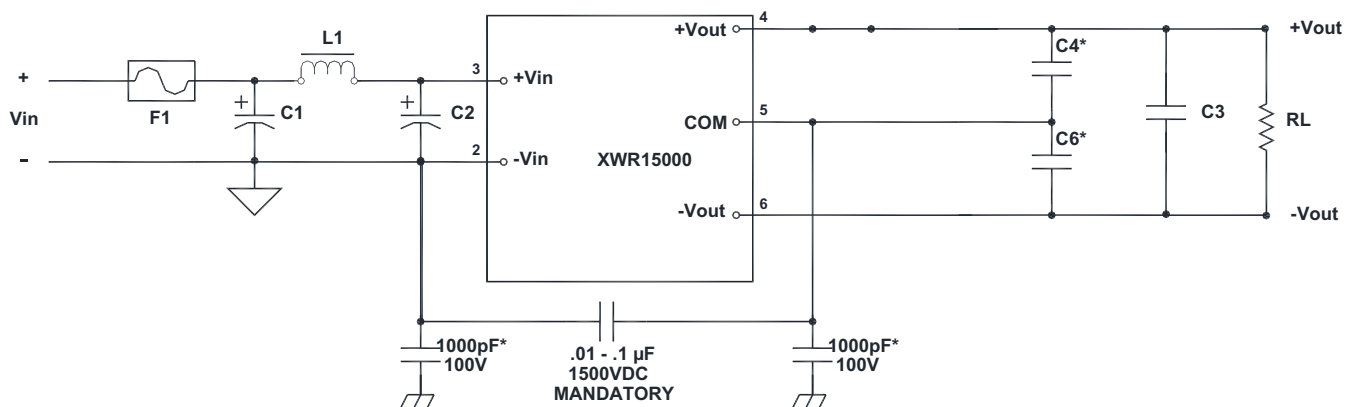 4
+Vout
+Vout
L1
C4*
+
3
+Vin
Vin
F1
+
C1
+
C2
5
COM
C3
RL
C6*
-
2
-Vin
XWR15000
-Vout
6
-Vout
1000pF*
100V
.01 - .1 µF
1500VDC
MANDATORY
1000pF*
100V